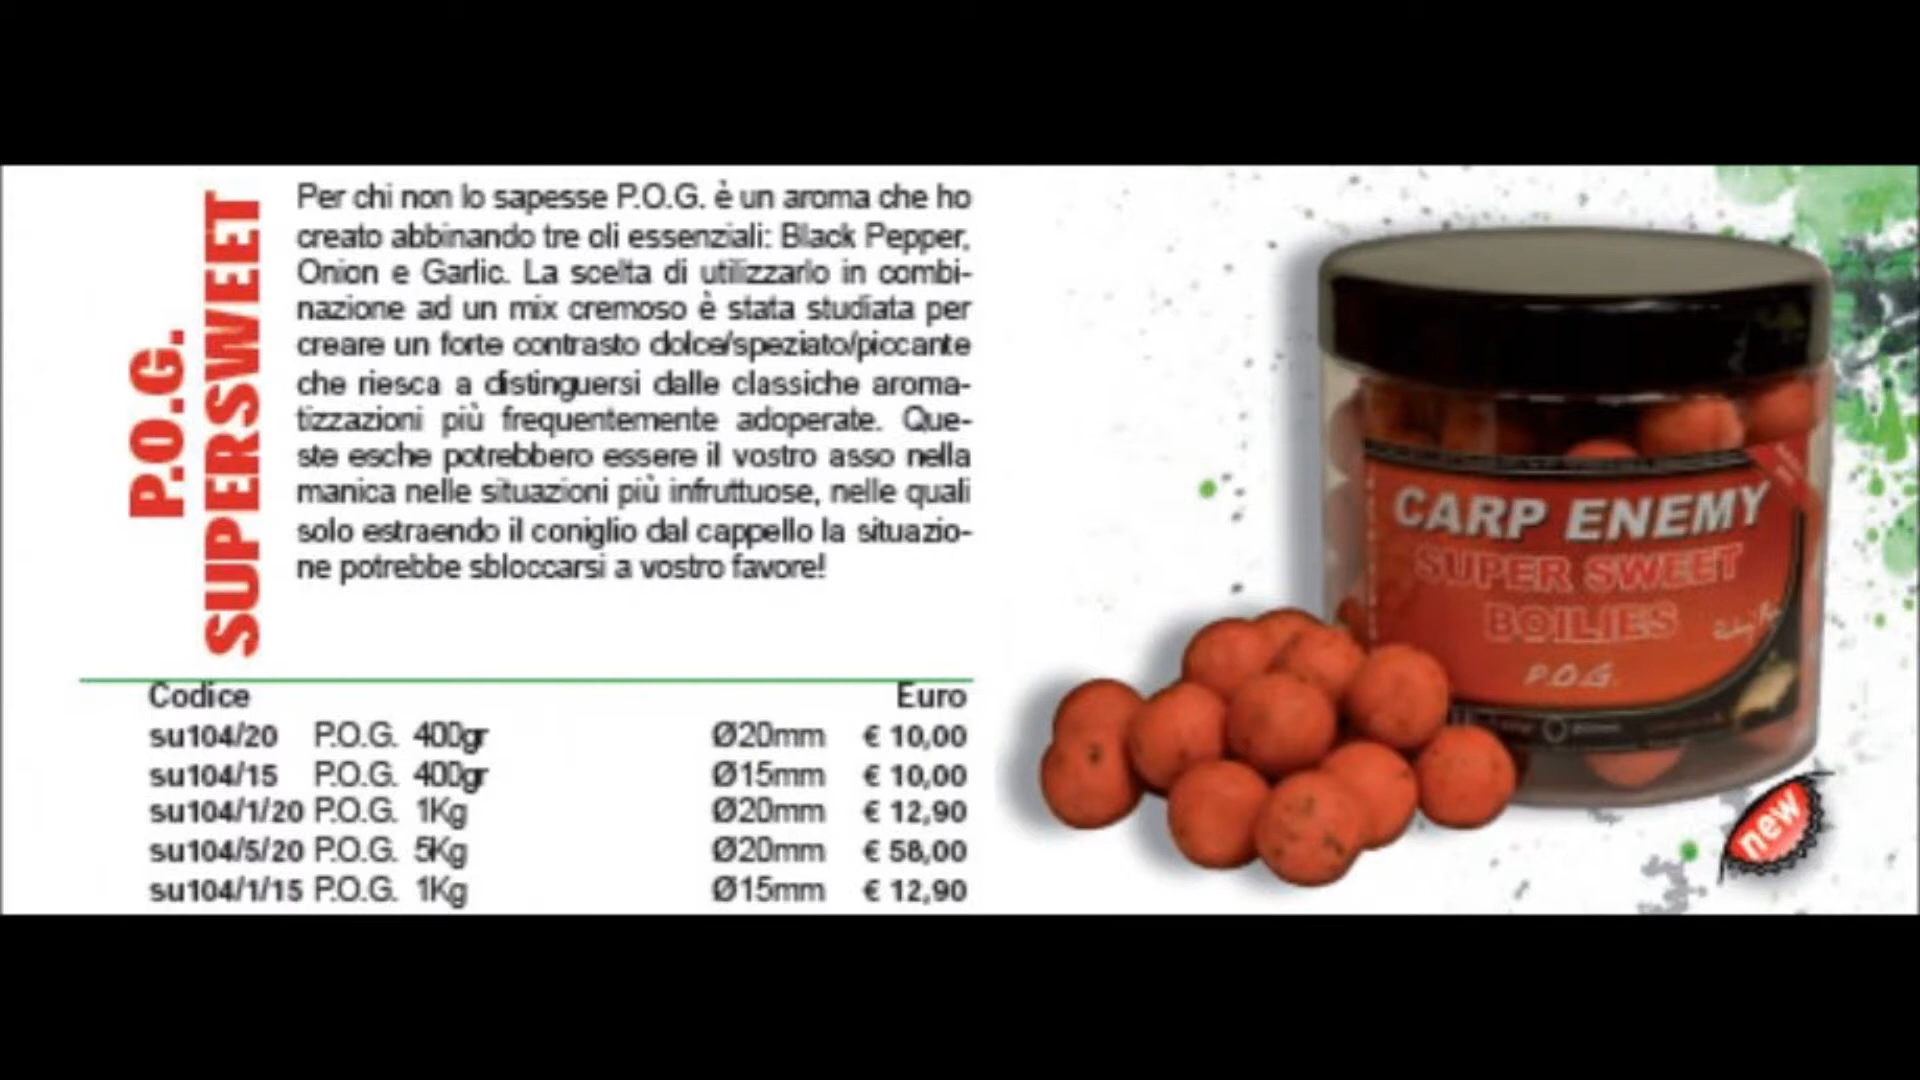 P.O.G.
SUPERSWEET
Per chi non lo sapesse P.O.G. è un aroma che ho
creato abbinando tre oli essenziali: Black Pepper,
Onion e Garlic. La scelta di utilizzarlo in combi-
nazione ad un mix cremoso è stata studiata per
creare un forte contrasto dolce/speziato/piccante
che riesca a distinguersi dalle classiche aroma-
tizzazioni più frequentemente adoperate. Que-
ste esche potrebbero essere il vostro asso nella
manica nelle situazioni più infruttuose, nelle quali
solo estraendo il coniglio dal cappello la situazio-
ne potrebbe sbloccarsi a vostro favore!
Codice Euro
su104/20 P.O.G. 400gr Ø20mm € 10,00
su104/15 P.O.G. 400gr Ø15mm € 10,00
su104/1/20 P.O.G. 1Kg Ø20mm € 12,90
su104/5/20 P.O.G. 5Kg Ø20mm € 58,00
su104/1/15 P.O.G. 1Kg Ø15mm € 12,90
CARP ENEMY
SUPER SWEET
BOILIES
P.O.G.
new